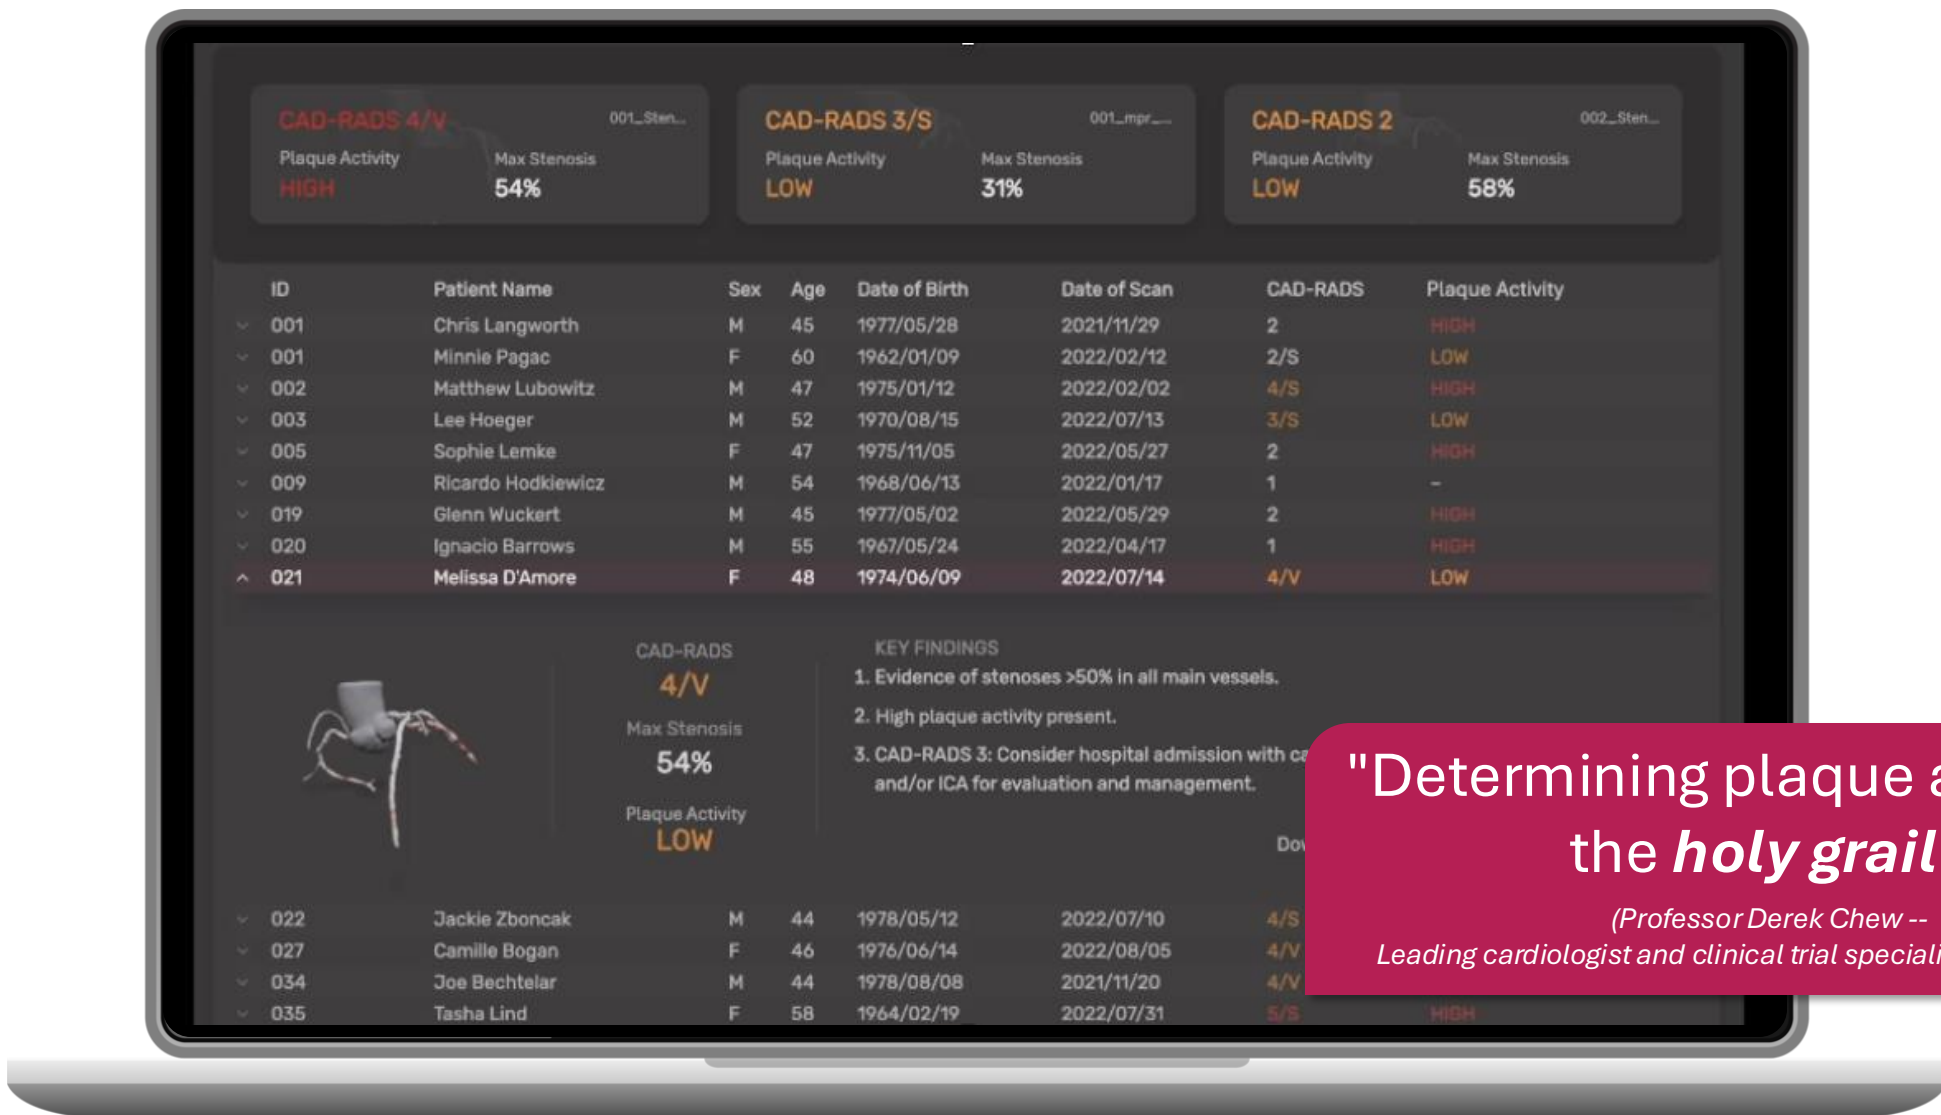 CAD-RADS 4/V 001_Sten... CAD-RADS 3/S 001_mpr_... CAD-RADS 2 002_Sten...
Plaque Activity Max Stenosis Plaque Activity Max Stenosis Plaque Activity Max Stenosis
HIGH 54% LOW 31% LOW 58%
ID Patient Name Sex Age Date of Birth Date of Scan CAD-RADS Plaque Activity
001 Chris Langworth M 45 1977/05/28 2021/11/29 2 HIGH
001 Minnie Pagac F 60 1962/01/09 2022/02/12 2/S LOW
002 Matthew Lubowitz M 47 1975/01/12 2022/02/02 4/S HIGH
003 Lee Hoeger M 52 1970/08/15 2022/07/13 3/S LOW
005 Sophie Lemke F 47 1975/11/05 2022/05/27 2 HIGH
009 Ricardo Hodkiewicz M 54 1968/06/13 2022/01/17 1 –
019 Glenn Wuckert M 45 1977/05/02 2022/05/29 2 HIGH
020 Ignacio Barrows M 55 1967/05/24 2022/04/17 1 HIGH
021 Melissa D'Amore F 48 1974/06/09 2022/07/14 4/V LOW
CAD-RADS
4/V
Max Stenosis
54%
Plaque Activity
LOW
KEY FINDINGS
1. Evidence of stenoses >50% in all main vessels.
2. High plaque activity present.
3. CAD-RADS 3: Consider hospital admission with
and/or ICA for evaluation and management.
022 Jackie Zboncak M 44 1978/05/12 2022/07/10 4/S
027 Camille Bogan F 46 1976/06/14 2022/08/05 4/V
034 Joe Bechtelar M 44 1978/08/08 2021/11/20 4/V
035 Tasha Lind F 58 1964/02/19 2022/07/31 5/S HIGH
"Determining plaque
the holy grail
(Professor Derek Chew --
Leading cardiologist and clinical trial